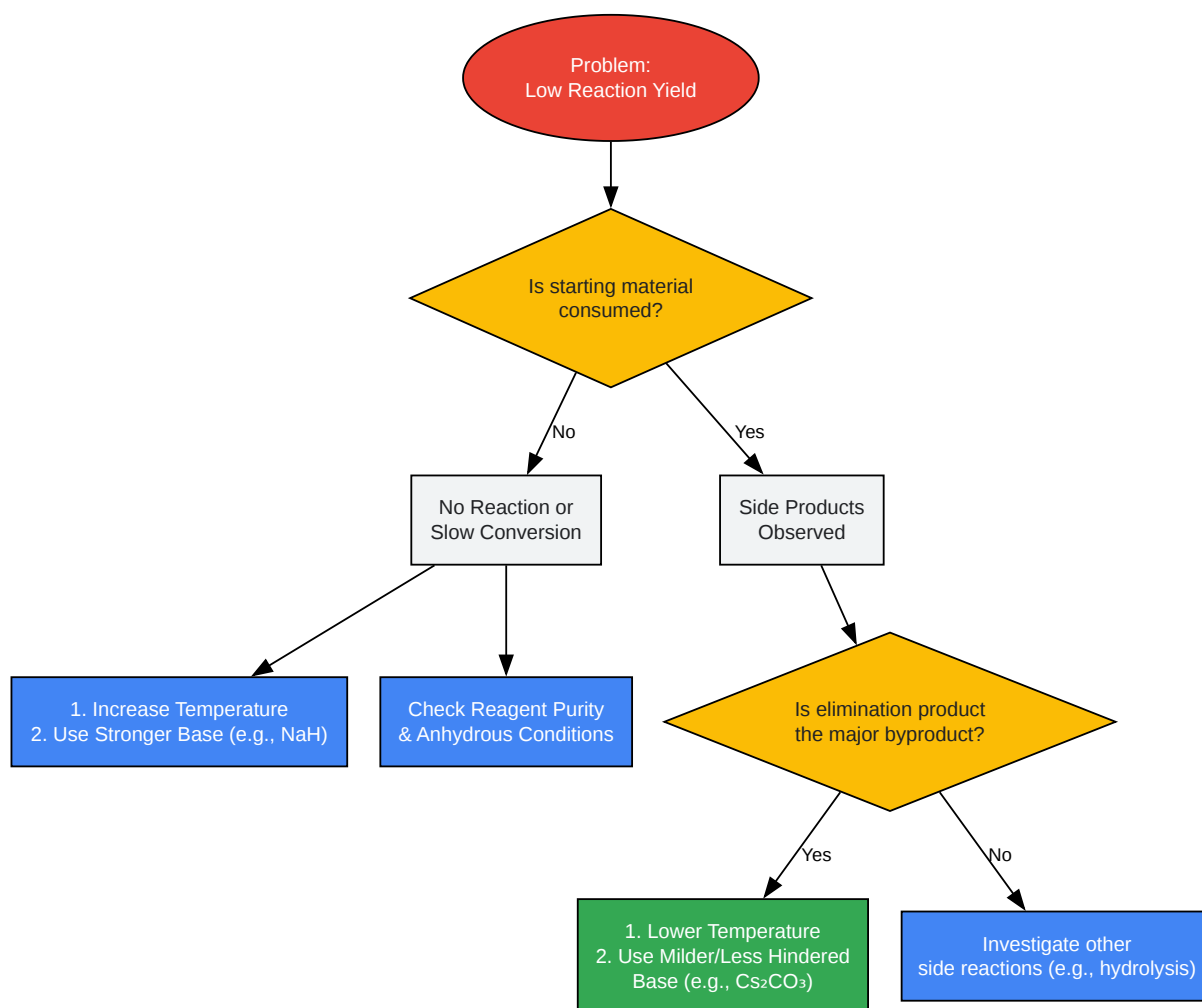 Problem:
Low Reaction Yield
Is starting material
consumed?
No
Yes
No Reaction or
Slow Conversion
Side Products
Observed
1. Increase Temperature
2. Use Stronger Base (e.g., NaH)
Check Reagent Purity
& Anhydrous Conditions
Is elimination product
the major byproduct?
Yes
No
1. Lower Temperature
2. Use Milder/Less Hindered
Base (e.g., Cs₂CO₃)
Investigate other
side reactions (e.g., hydrolysis)